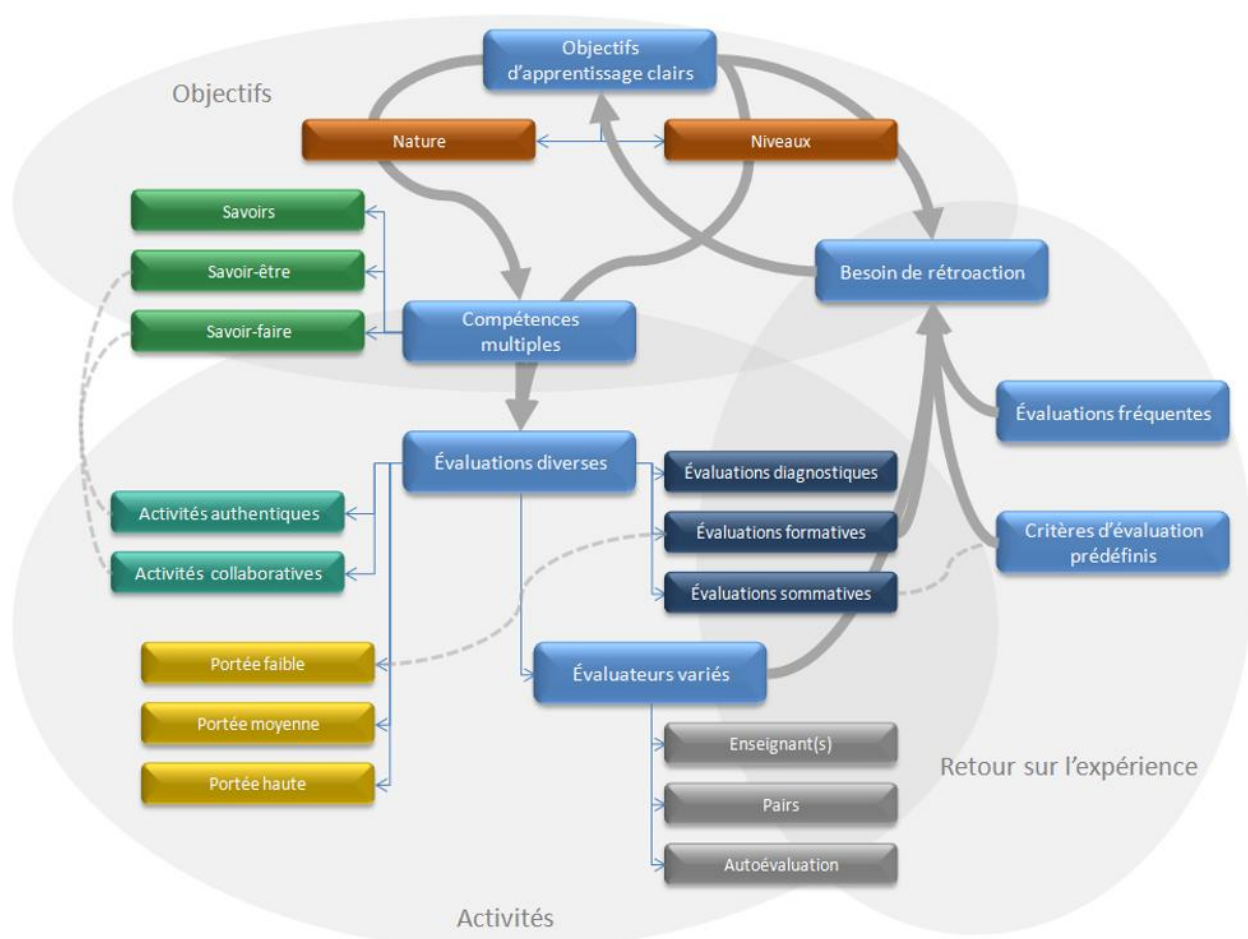 Objectifs
d'apprentissage clairs
Objectifs
Nature
Niveaux
Savoirs
Savoir-être
Savoir-faire
Besoin de rétroaction
Compétences
multiples
Évaluations fréquentes
Évaluations diverses
Évaluations diagnostiques
Évaluations formatives
Évaluations sommatives
Activités authentiques
Activités collaboratives
Critères d'évaluation
prédéfinis
Portée faible
Portée moyenne
Portée haute
Évaluateurs variés
Enseignant(s)
Pairs
Autoévaluation
Retour sur l'expérience
Activités